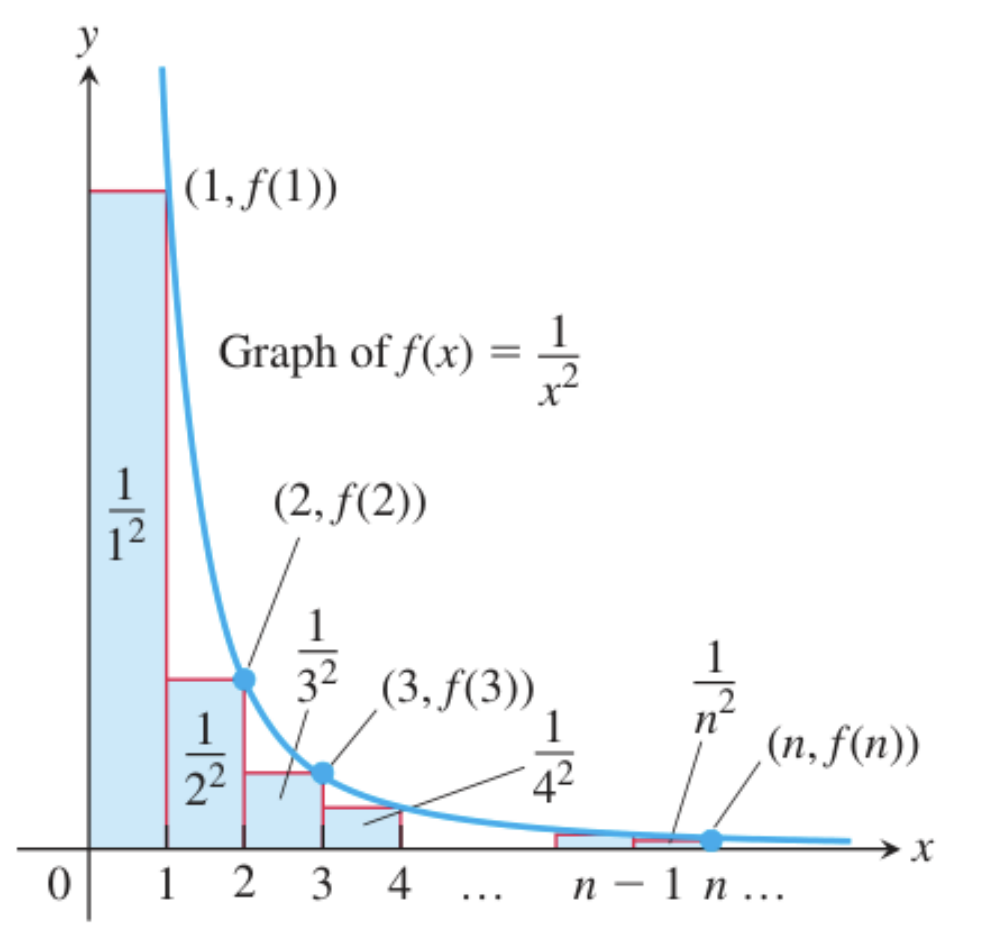 y
(1, f(1))
Graph of f(x) = 1/x²
1/1²
(2, f(2))
1/3²
(3, f(3))
1/2²
1/4²
1/n²
(n, f(n))
0 1 2 3 4 ... n − 1 n ... x